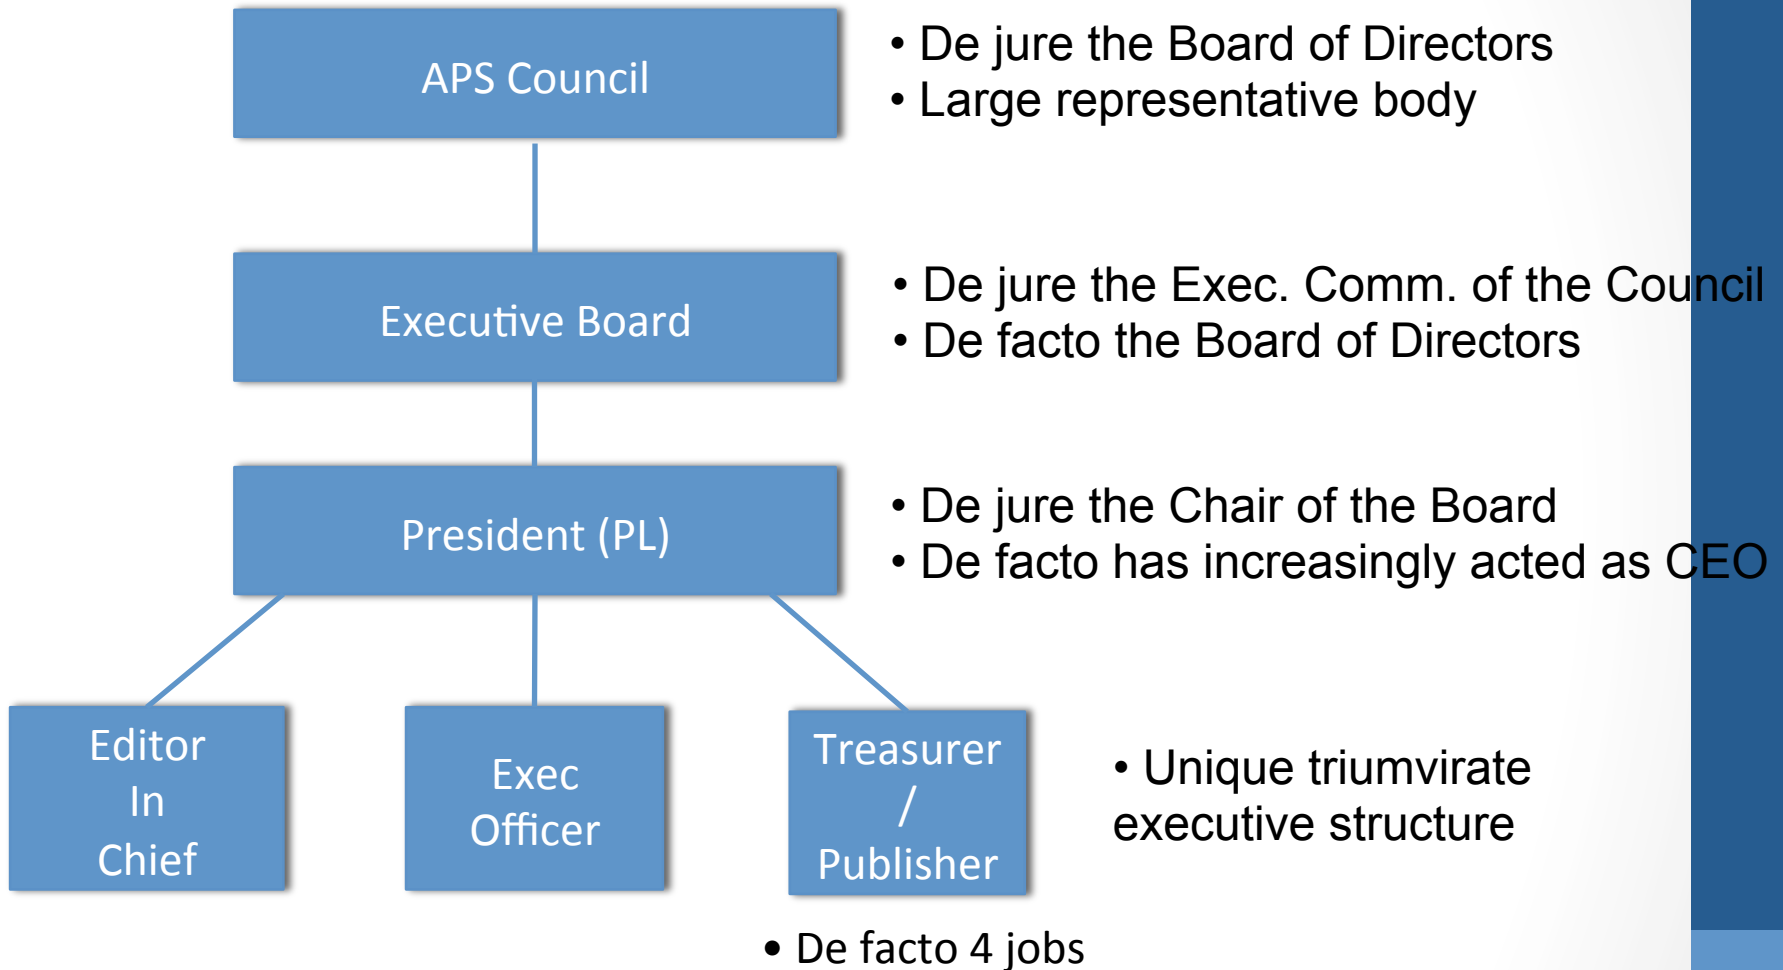 APS Council
• De jure the Board of Directors
• Large representative body
Executive Board
• De jure the Exec. Comm. of the Council
• De facto the Board of Directors
President (PL)
• De jure the Chair of the Board
• De facto has increasingly acted as CEO
Editor
In
Chief
Exec
Officer
Treasurer
/
Publisher
• Unique triumvirate
executive structure
• De facto 4 jobs